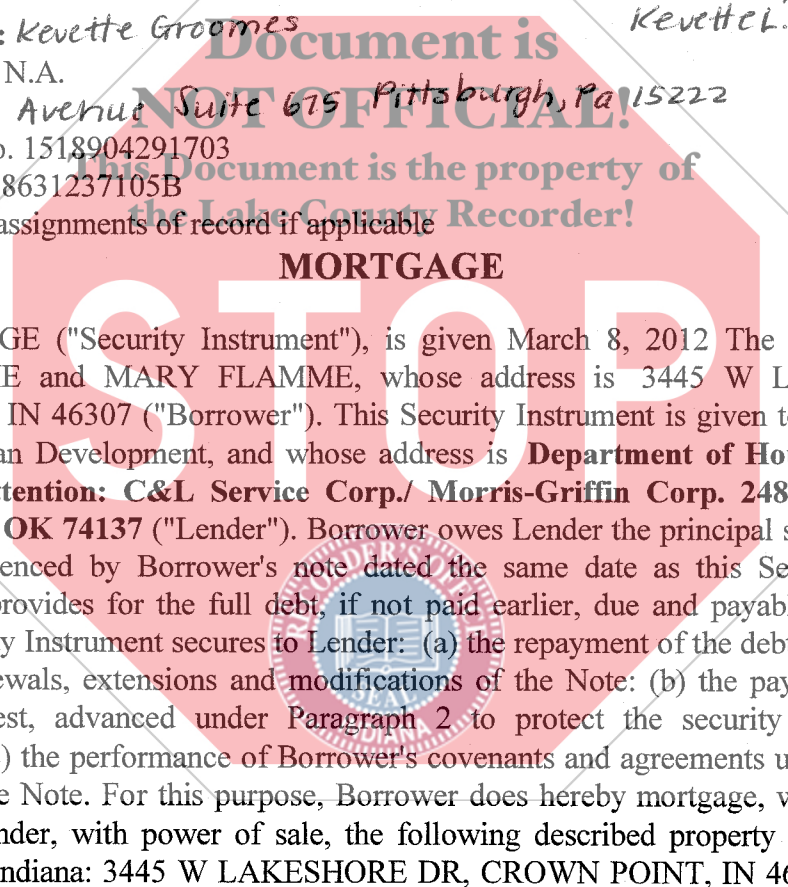 : Kevette Groomes Kevette L.
Document is
N.A.
Avenue Suite 675 Pittsburgh, Pa 15222
NOT OFFICIAL!
o. 1518904291703
This Document is the property of
8631237105B
the Lake County Recorder!
assignments of record if applicable
MORTGAGE
STOP
GE ("Security Instrument"), is given March 8, 2012 The
E and MARY FLAMME, whose address is 3445 W L
IN 46307 ("Borrower"). This Security Instrument is given t
an Development, and whose address is Department of Ho
ttention: C&L Service Corp./ Morris-Griffin Corp. 248
OK 74137 ("Lender"). Borrower owes Lender the principal s
enced by Borrower's note dated the same date as this Se
provides for the full debt, if not paid earlier, due and payabl
y Instrument secures to Lender: (a) the repayment of the deb
ewals, extensions and modifications of the Note: (b) the pay
est, advanced under Paragraph 2 to protect the security
) the performance of Borrower's covenants and agreements u
e Note. For this purpose, Borrower does hereby mortgage, w
nder, with power of sale, the following described property
ndiana: 3445 W LAKESHORE DR, CROWN POINT, IN 46
SEAL
INDIANA